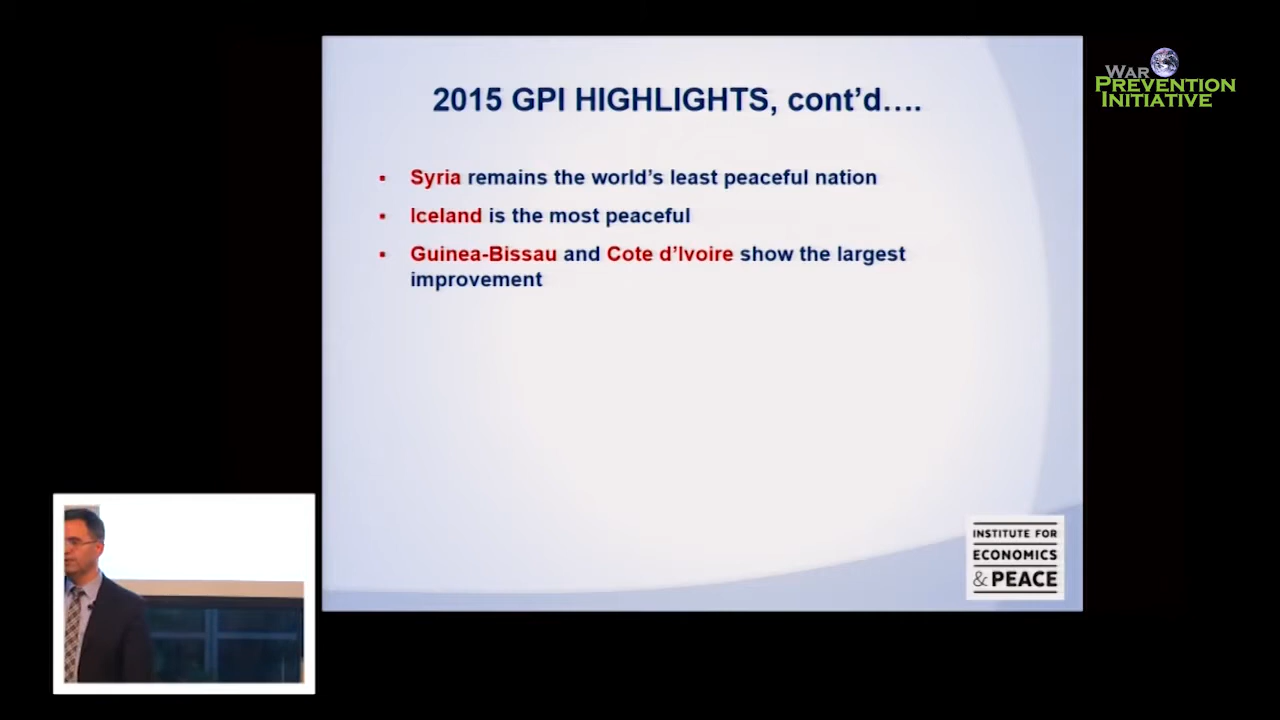 WAR
PREVENTION
INITIATIVE
2015 GPI HIGHLIGHTS, cont’d….
▪ Syria remains the world’s least peaceful nation
▪ Iceland is the most peaceful
▪ Guinea-Bissau and Cote d’Ivoire show the largest
improvement
INSTITUTE FOR
ECONOMICS
& PEACE